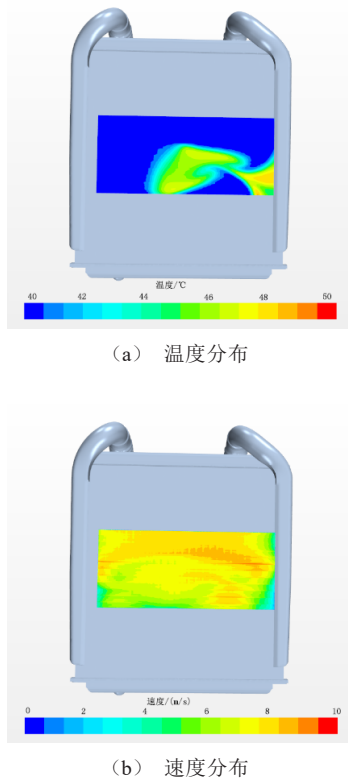 温度/℃
40 42 44 46 48 50
（a） 温度分布
速度/(m/s)
0 2 4 6 8 10
（b） 速度分布